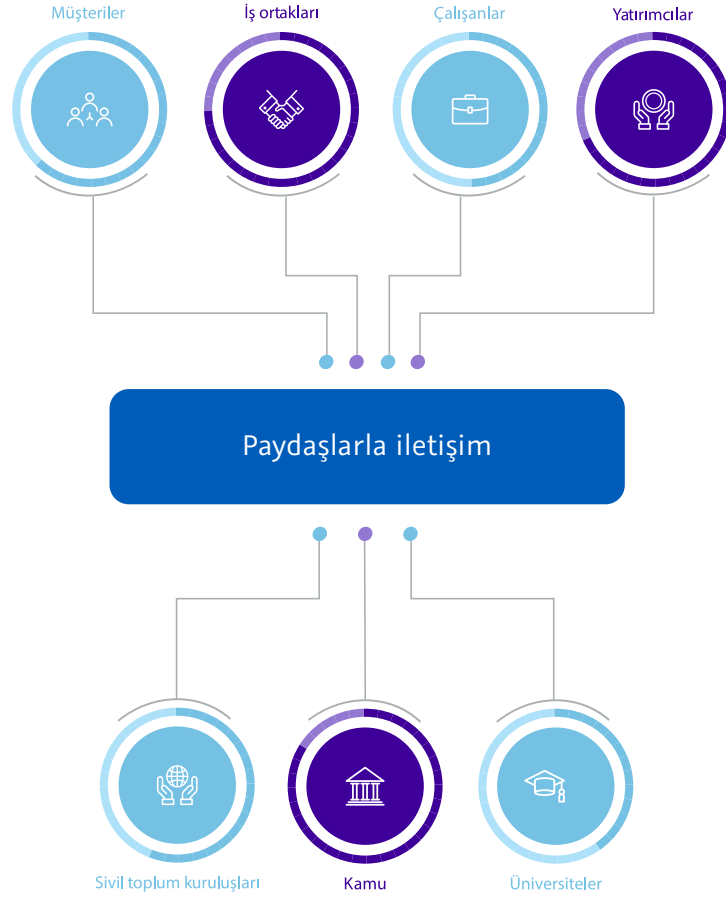 Müşteriler
İş ortakları
Çalışanlar
Yatırımcılar
Paydaşlarla iletişim
Sivil toplum kuruluşları
Kamu
Üniversiteler